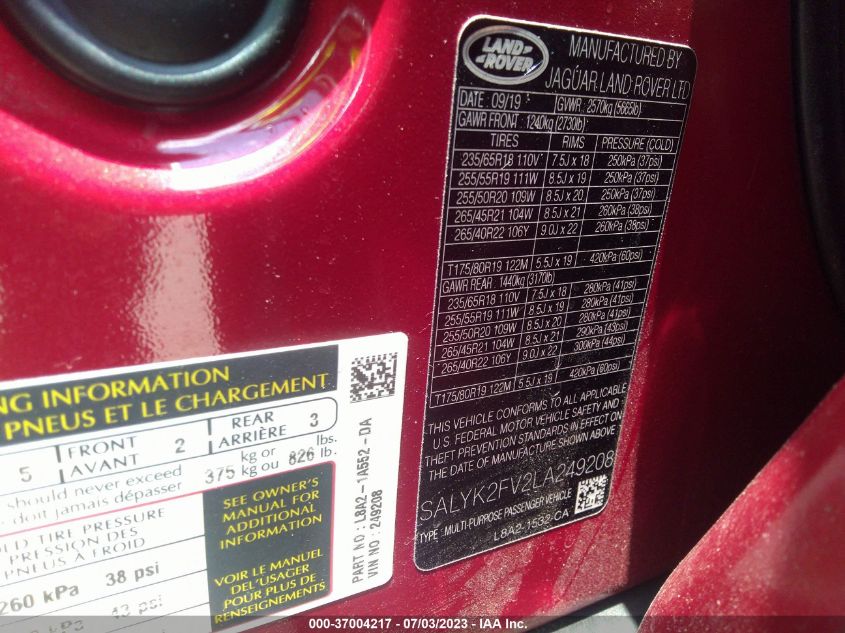 LAND-
-ROVER
MANUFACTURED BY
JAGUAR LAND ROVER LTD
DATE : 09/19 GVWR : 2570kg (5665lb)
GAWR FRONT : 1240kg (2730lb)
TIRES RIMS PRESSURE (COLD)
235/65R18 110V 7.5J x 18 250kPa (37psi)
255/55R19 111W 8.5J x 19 250kPa (37psi)
255/50R20 109W 8.5J x 20 250kPa (37psi)
265/45R21 104W 8.5J x 21 260kPa (38psi)
265/40R22 106Y 9.0J x 22 260kPa (38psi)
T175/80R19 122M 5.5J x 19 420kPa (60psi)
GAWR REAR : 1440kg (3170lb)
235/65R18 110V 7.5J x 18 280kPa (41psi)
255/55R19 111W 8.5J x 19 280kPa (41psi)
255/50R20 109W 8.5J x 20 280kPa (41psi)
265/45R21 104W 8.5J x 21 290kPa (43psi)
265/40R22 106Y 9.0J x 22 300kPa (44psi)
T175/80R19 122M 5.5J x 19 420kPa (60psi)
THIS VEHICLE CONFORMS TO ALL APPLICABLE
U.S. FEDERAL MOTOR VEHICLE SAFETY AND
THEFT PREVENTION STANDARDS IN EFFECT ON
THE DATE OF MANUFACTURE SHOWN ABOVE.
SALYK2FV2LA249208
TYPE : MULTI-PURPOSE PASSENGER VEHICLE
L8A2-1532-CA
NG INFORMATION
PNEUS ET LE CHARGEMENT
5 FRONT 2 REAR 3
AVANT ARRIÈRE
should never exceed 375 kg or 826 lbs.
doit jamais dépasser kg ou lb.
TIRE PRESSURE
PRESSION DES
PNEUS À FROID
260 kPa 38 psi
43 psi
SEE OWNER'S
MANUAL FOR
ADDITIONAL
INFORMATION
VOIR LE MANUEL
DEL'USAGER
POUR PLUS DE
RENSEIGNEMENTS
PART NO : L8A2-1A552-DA
VIN NO : 249208
000-37004217 - 07/03/2023 - IAA Inc.